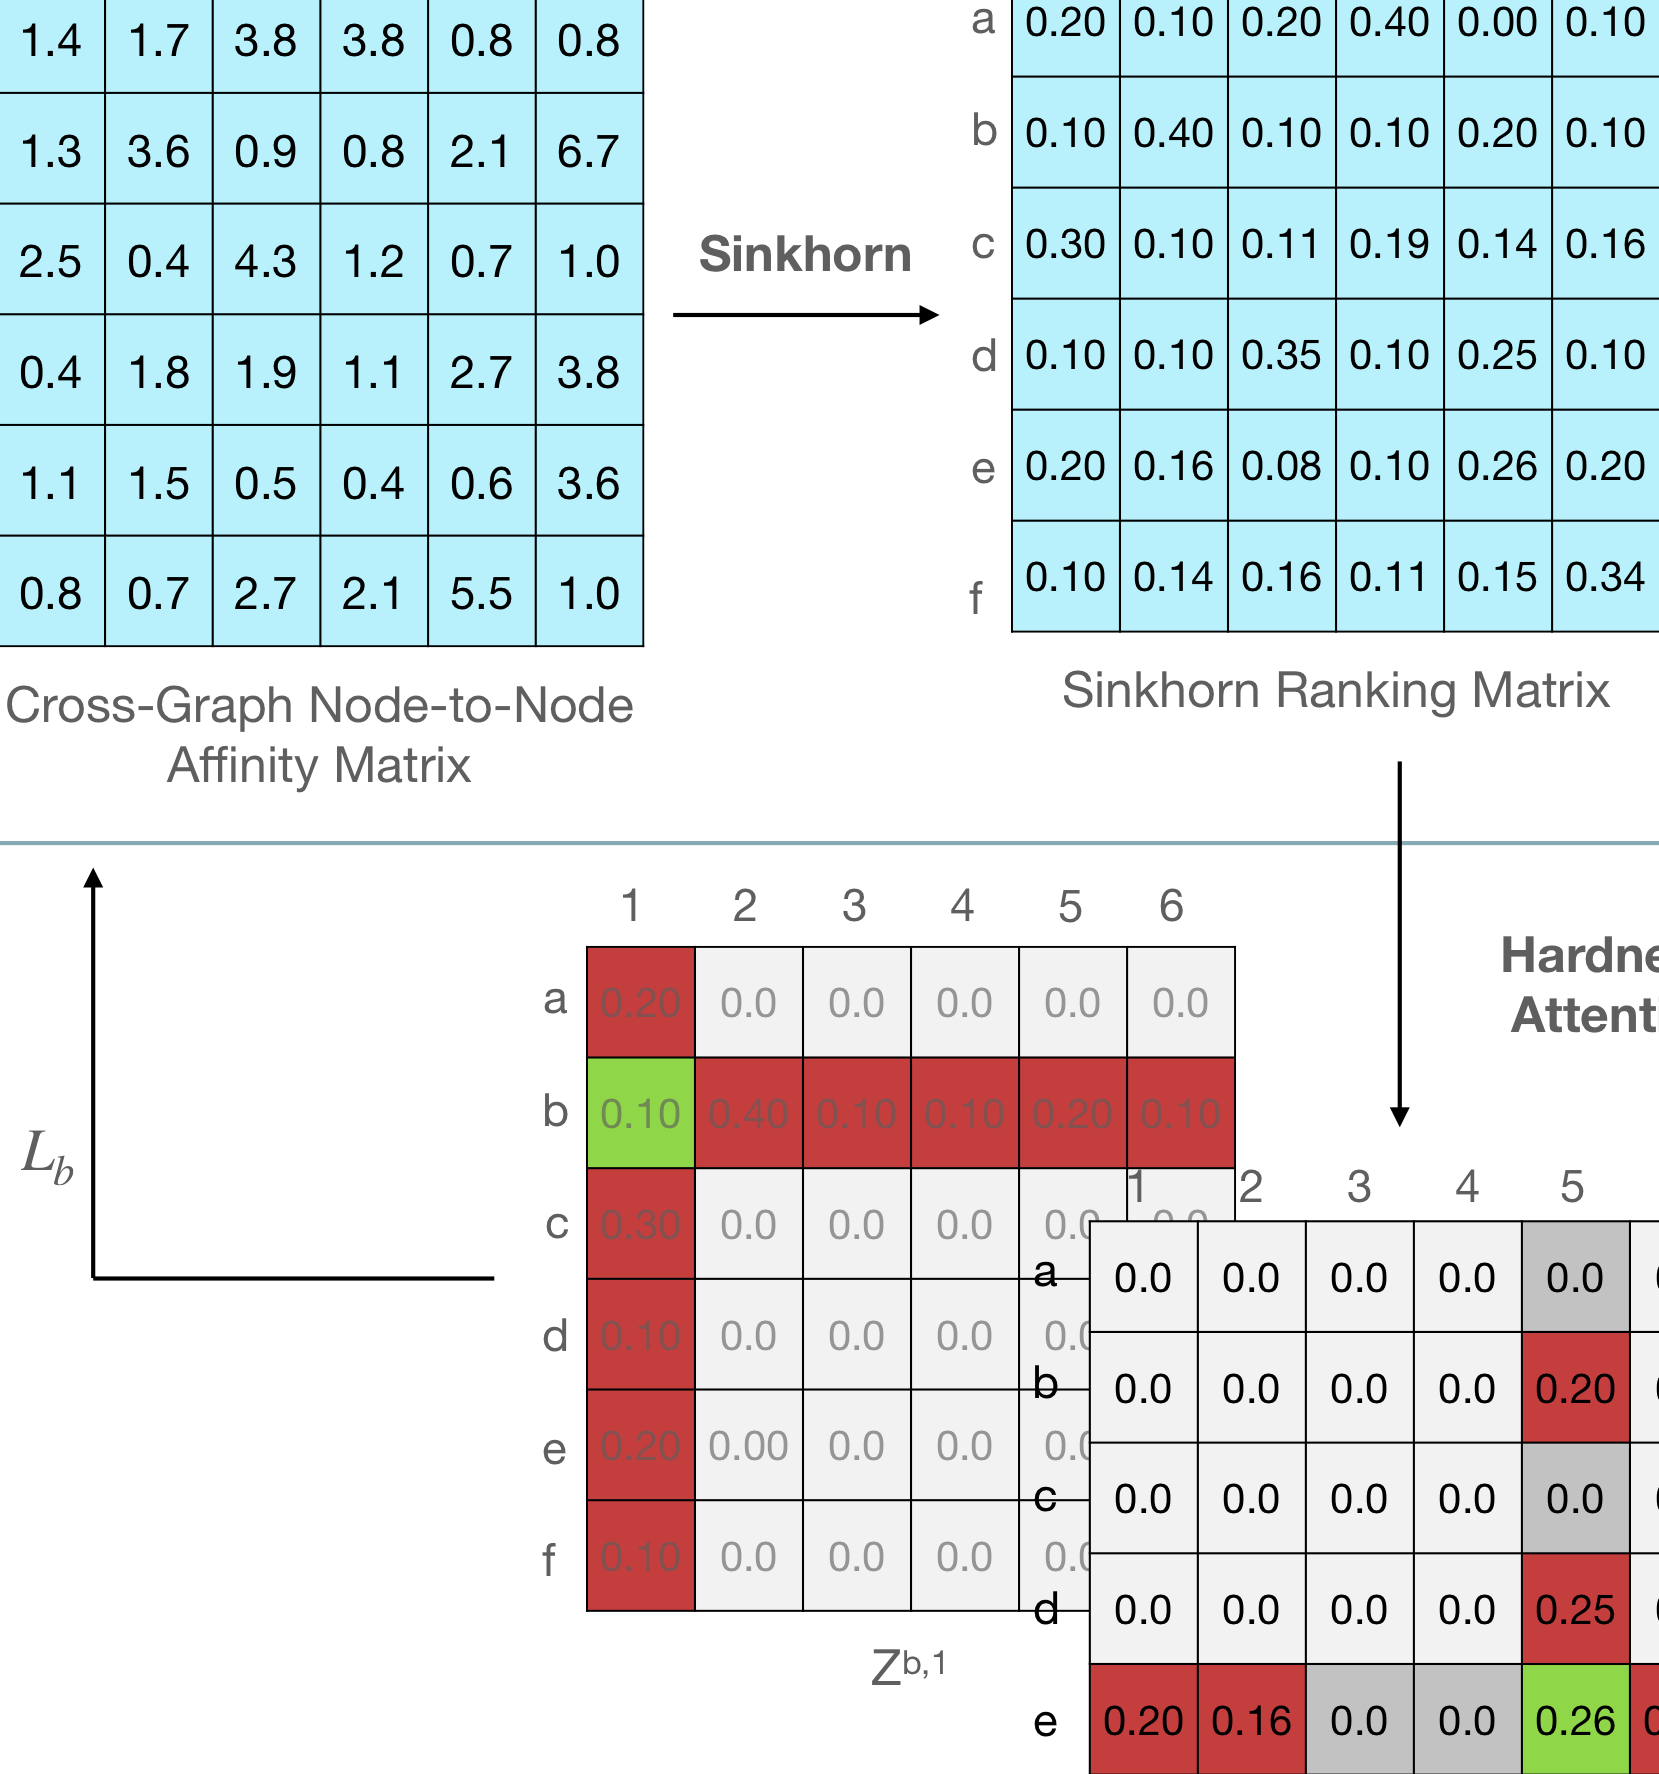 1.4 1.7 3.8 3.8 0.8 0.8
1.3 3.6 0.9 0.8 2.1 6.7
2.5 0.4 4.3 1.2 0.7 1.0
0.4 1.8 1.9 1.1 2.7 3.8
1.1 1.5 0.5 0.4 0.6 3.6
0.8 0.7 2.7 2.1 5.5 1.0
Cross-Graph Node-to-Node
Affinity Matrix
Sinkhorn
a 0.20 0.10 0.20 0.40 0.00 0.10
b 0.10 0.40 0.10 0.10 0.20 0.10
c 0.30 0.10 0.11 0.19 0.14 0.16
d 0.10 0.10 0.35 0.10 0.25 0.10
e 0.20 0.16 0.08 0.10 0.26 0.20
f 0.10 0.14 0.16 0.11 0.15 0.34
Sinkhorn Ranking Matrix
L_b
1 2 3 4 5 6
a 0.20 0.0 0.0 0.0 0.0 0.0
b 0.10 0.40 0.10 0.10 0.20 0.10
c 0.30 0.0 0.0 0.0 0.0 0.0
d 0.10 0.0 0.0 0.0 0.0
e 0.20 0.00 0.0 0.0 0.0
f 0.10 0.0 0.0 0.0 0.0
Z^b,1
1 2 3 4 5
a 0.0 0.0 0.0 0.0 0.0
b 0.0 0.0 0.0 0.0 0.20
c 0.0 0.0 0.0 0.0 0.0
d 0.0 0.0 0.0 0.0 0.25
e 0.20 0.16 0.0 0.0 0.26